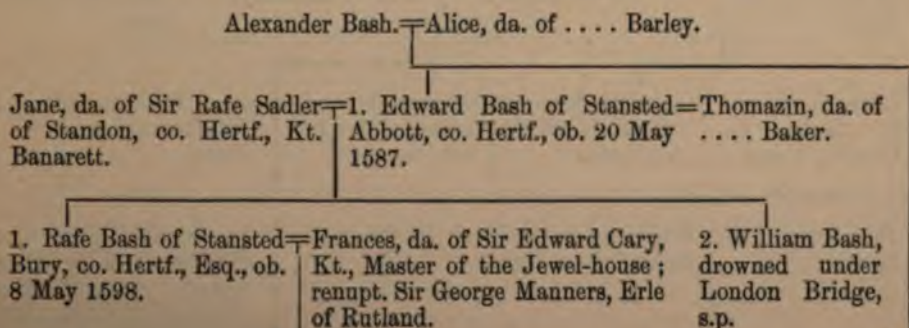 Alexander Bash.=Alice, da. of .... Barley.
Jane, da. of Sir Rafe Sadler=1. Edward Bash of Stansted=Thomazin, da. of
of Standon, co. Hertf., Kt. Abbott, co. Hertf., ob. 20 May .... Baker.
Banarett. 1587.
1. Rafe Bash of Stansted=Frances, da. of Sir Edward Cary, 2. William Bash,
Bury, co. Hertf., Esq., ob. Kt., Master of the Jewel-house; drowned under
8 May 1598. renupt. Sir George Manners, Erle London Bridge,
of Rutland. s.p.